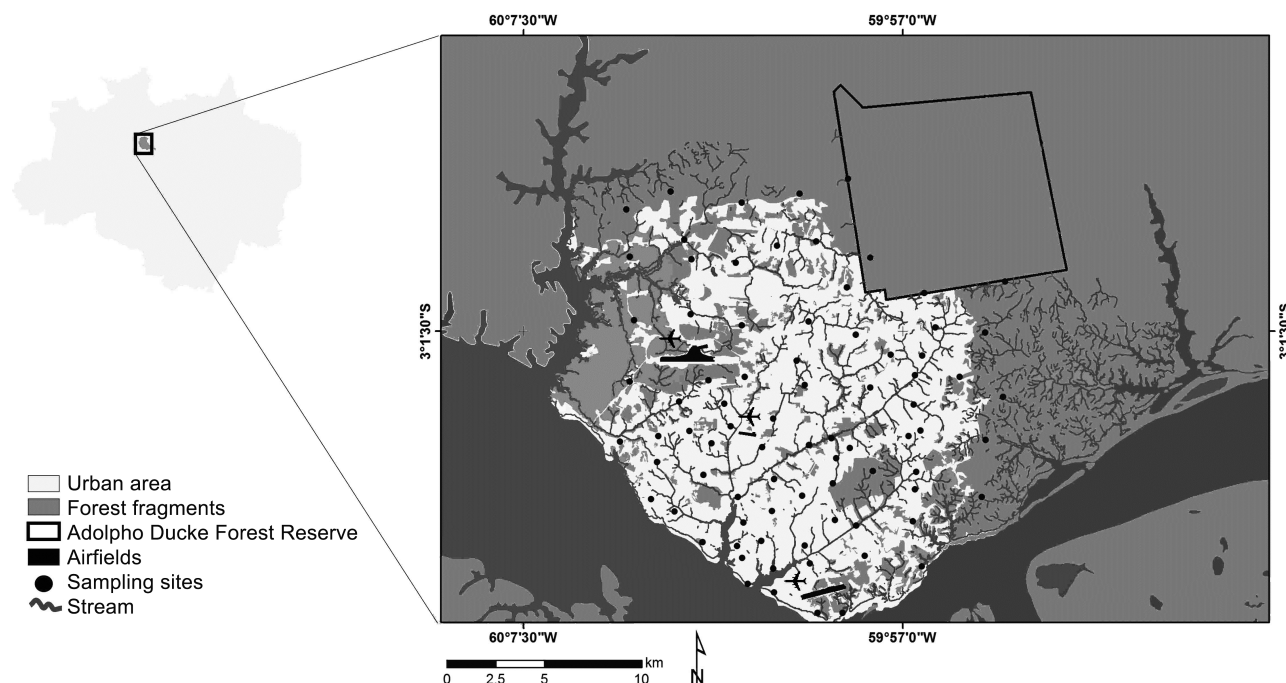 60°7'30"W 59°57'0"W
3°1'30"S 3°1'30"S
Urban area
Forest fragments
Adolpho Ducke Forest Reserve
Airfields
Sampling sites
Stream
60°7'30"W 59°57'0"W
km
0 2.5 5 10
N